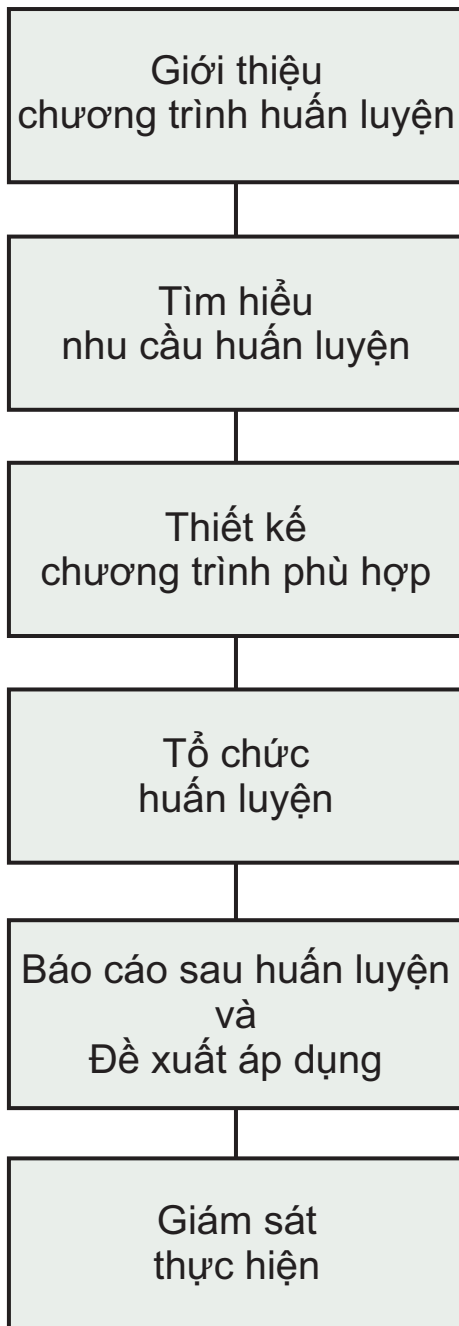 Giới thiệu
chương trình huấn luyện
Tìm hiểu
nhu cầu huấn luyện
Thiết kế
chương trình phù hợp
Tổ chức
huấn luyện
Báo cáo sau huấn luyện
và
Đề xuất áp dụng
Giám sát
thực hiện